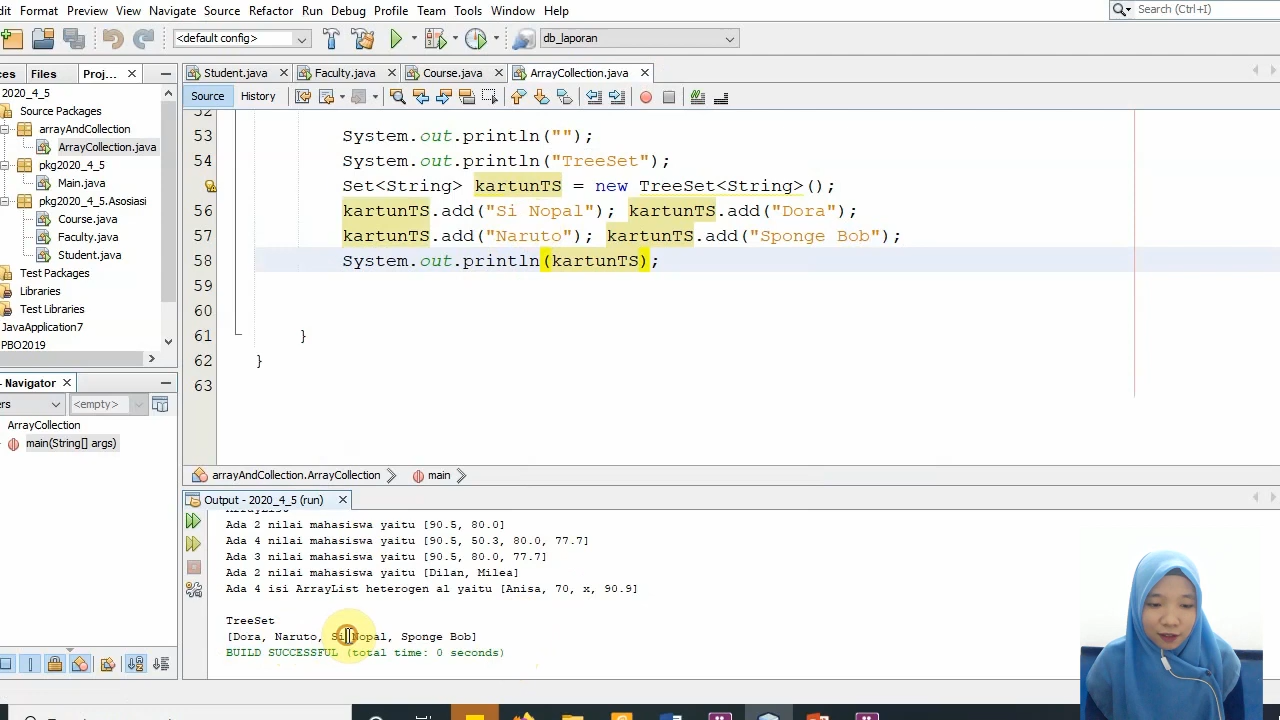 dit Format Preview View Navigate Source Refactor Run Debug Profile Team Tools Window Help
Search (Ctrl+I)
<default config>
db_laporan
ces Files Proj...
Student.java Faculty.java Course.java ArrayCollection.java
2020_4_5
Source Packages
arrayAndCollection
ArrayCollection.java
pkg2020_4_5
Main.java
pkg2020_4_5.Asosiasi
Course.java
Faculty.java
Student.java
Test Packages
Libraries
Test Libraries
JavaApplication7
PBO2019
Source History
52
53 System.out.println("");
54 System.out.println("TreeSet");
Set<String> kartunTS = new TreeSet<String>();
56 kartunTS.add("Si Nopal"); kartunTS.add("Dora");
57 kartunTS.add("Naruto"); kartunTS.add("Sponge Bob");
58 System.out.println(kartunTS);
59
60
61 }
62 }
63
- Navigator
ers <empty>
ArrayCollection
main(String[] args)
arrayAndCollection.ArrayCollection main
Output - 2020_4_5 (run)
ArrayList
Ada 2 nilai mahasiswa yaitu [90.5, 80.0]
Ada 4 nilai mahasiswa yaitu [90.5, 50.3, 80.0, 77.7]
Ada 3 nilai mahasiswa yaitu [90.5, 80.0, 77.7]
Ada 2 nilai mahasiswa yaitu [Dilan, Milea]
Ada 4 isi ArrayList heterogen al yaitu [Anisa, 70, x, 90.9]
TreeSet
[Dora, Naruto, Si Nopal, Sponge Bob]
BUILD SUCCESSFUL (total time: 0 seconds)